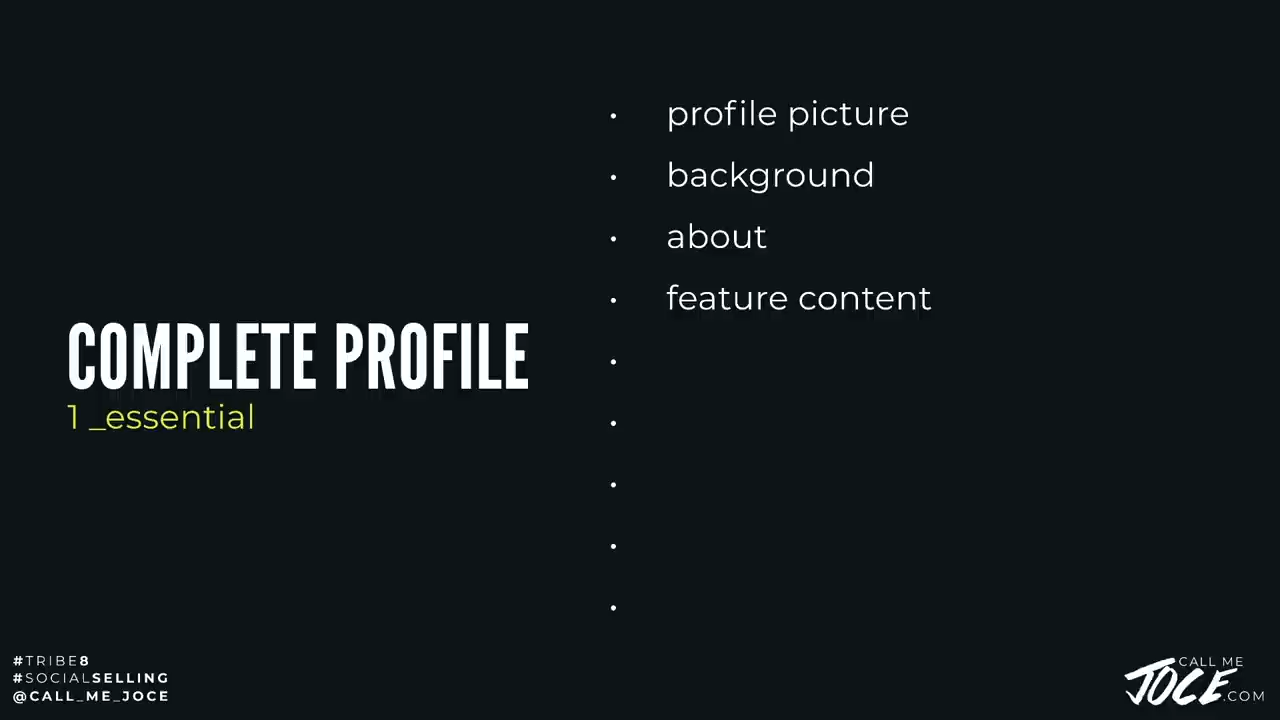 COMPLETE PROFILE
1 _essential
• profile picture
• background
• about
• feature content
•
•
•
•
•
#TRIBE8
#SOCIALSELLING
@CALL_ME_JOCE
CALL ME
JOCE.COM